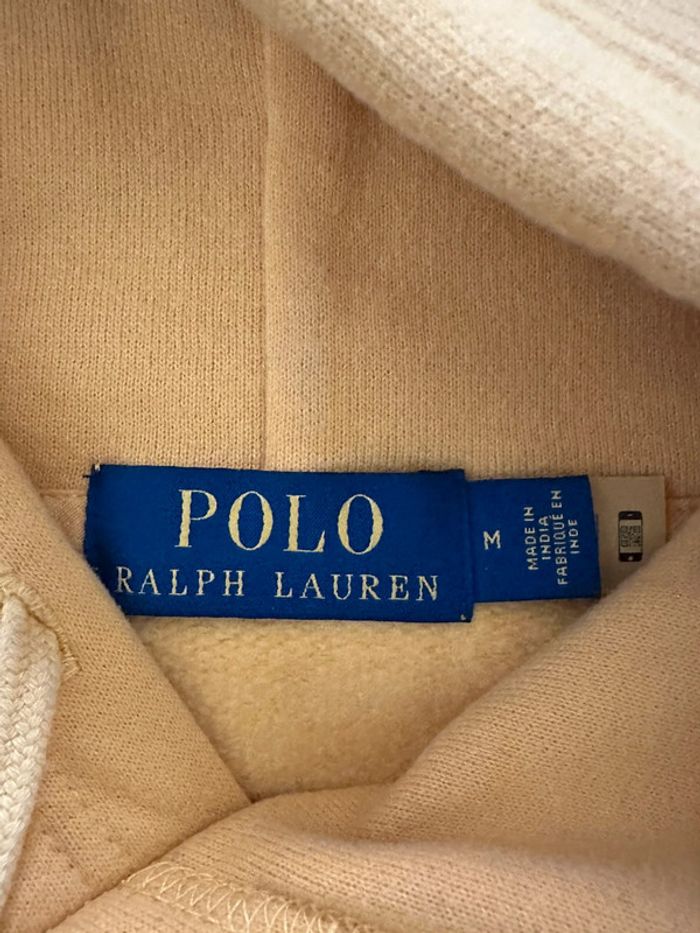 POLO
RALPH LAUREN
M
MADE IN
INDIA
FABRIQUÉ EN
INDE